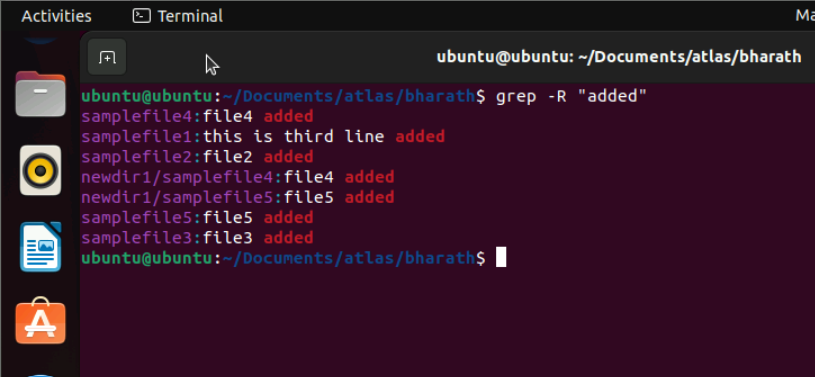 Activities Terminal Ma
ubuntu@ubuntu: ~/Documents/atlas/bharath
ubuntu@ubuntu:~/Documents/atlas/bharath$ grep -R "added"
samplefile4:file4 added
samplefile1:this is third line added
samplefile2:file2 added
newdir1/samplefile4:file4 added
newdir1/samplefile5:file5 added
samplefile5:file5 added
samplefile3:file3 added
ubuntu@ubuntu:~/Documents/atlas/bharath$